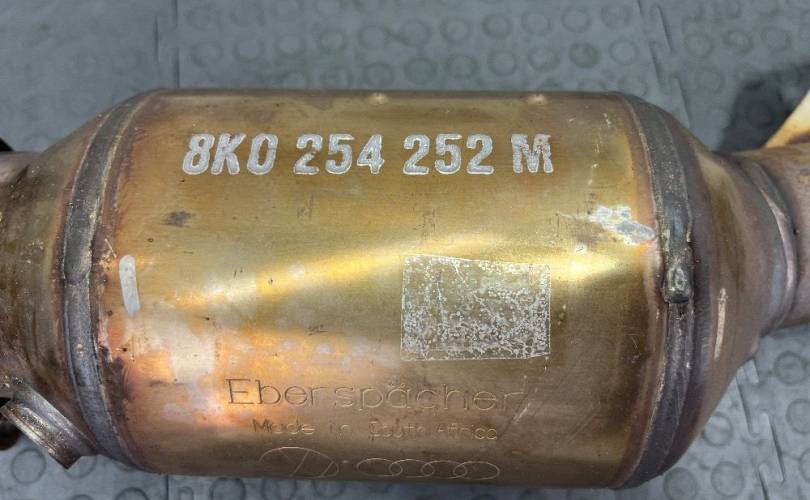 8K0 254 252 M
Eberspächer
Made in South Africa